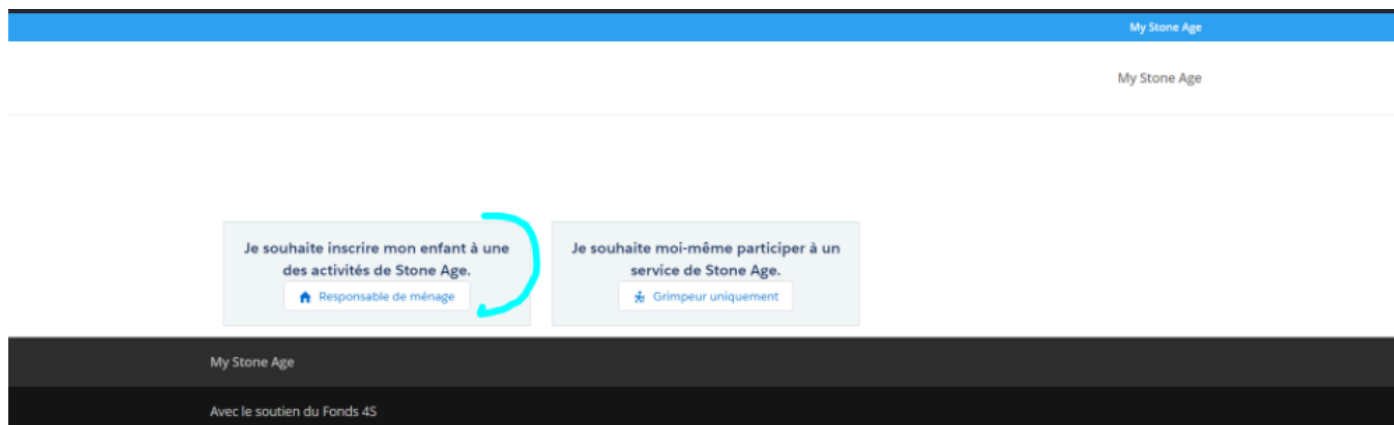 My Stone Age
My Stone Age
Je souhaite inscrire mon enfant à une
des activités de Stone Age.
Responsable de ménage
Je souhaite moi-même participer à un
service de Stone Age.
Grimpeur uniquement
My Stone Age
Avec le soutien du Fonds 4S